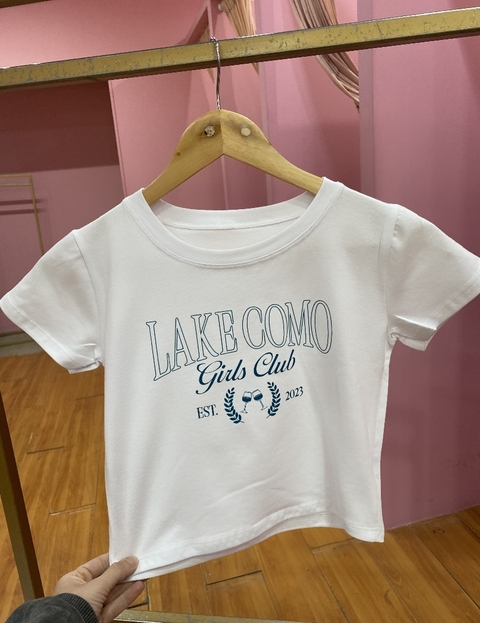 LAKE COMO
Girls Club
EST. 2023